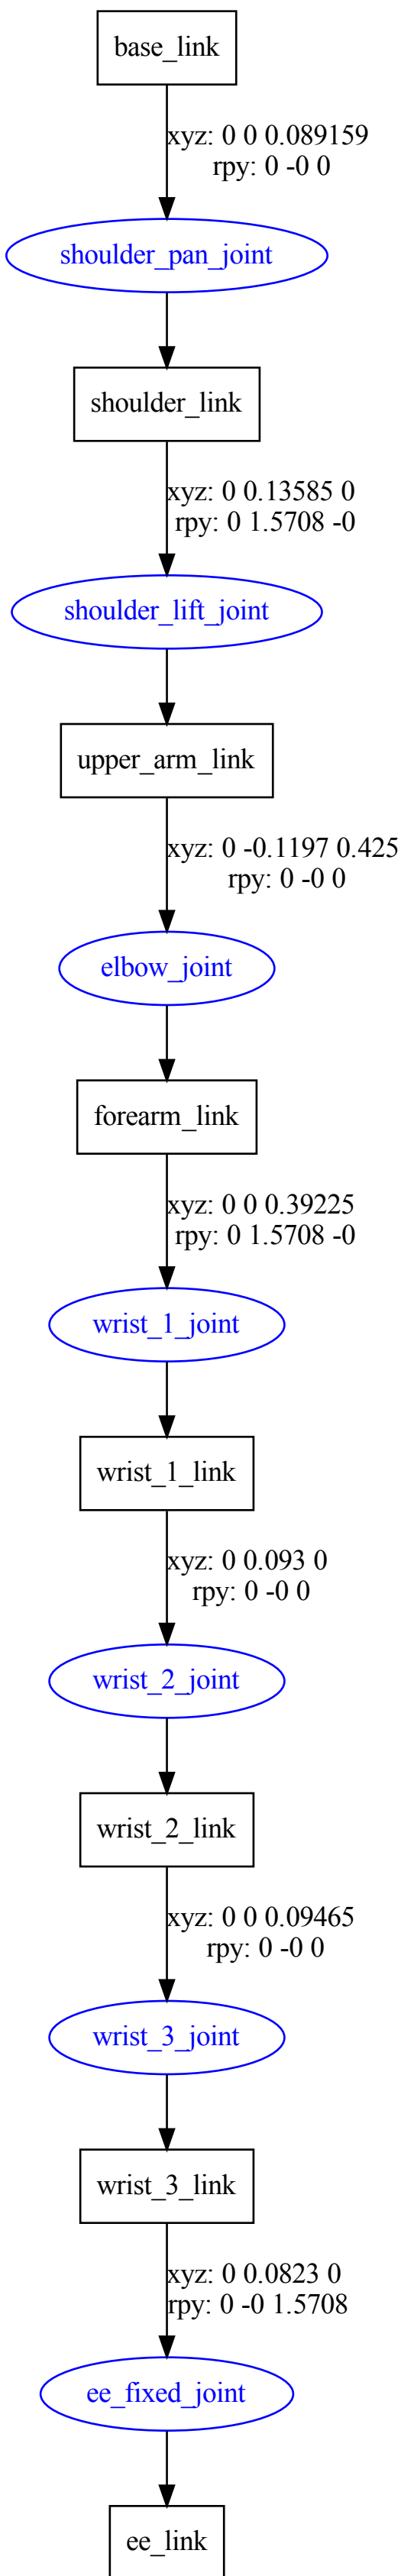 base_link
xyz: 0 0 0.089159
rpy: 0 -0 0
shoulder_pan_joint
shoulder_link
xyz: 0 0.13585 0
rpy: 0 1.5708 -0
shoulder_lift_joint
upper_arm_link
xyz: 0 -0.1197 0.425
rpy: 0 -0 0
elbow_joint
forearm_link
xyz: 0 0 0.39225
rpy: 0 1.5708 -0
wrist_1_joint
wrist_1_link
xyz: 0 0.093 0
rpy: 0 -0 0
wrist_2_joint
wrist_2_link
xyz: 0 0 0.09465
rpy: 0 -0 0
wrist_3_joint
wrist_3_link
xyz: 0 0.0823 0
rpy: 0 -0 1.5708
ee_fixed_joint
ee_link